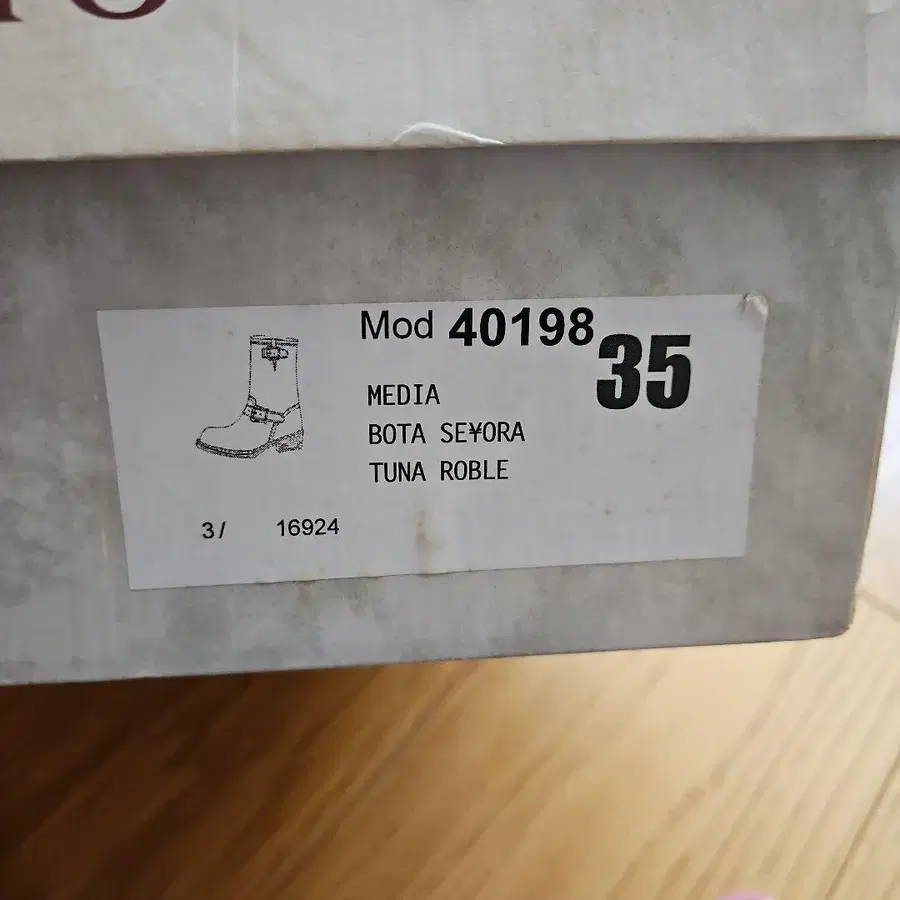 Mod 40198
35
MEDIA
BOTA SE¥ORA
TUNA ROBLE
3/ 16924